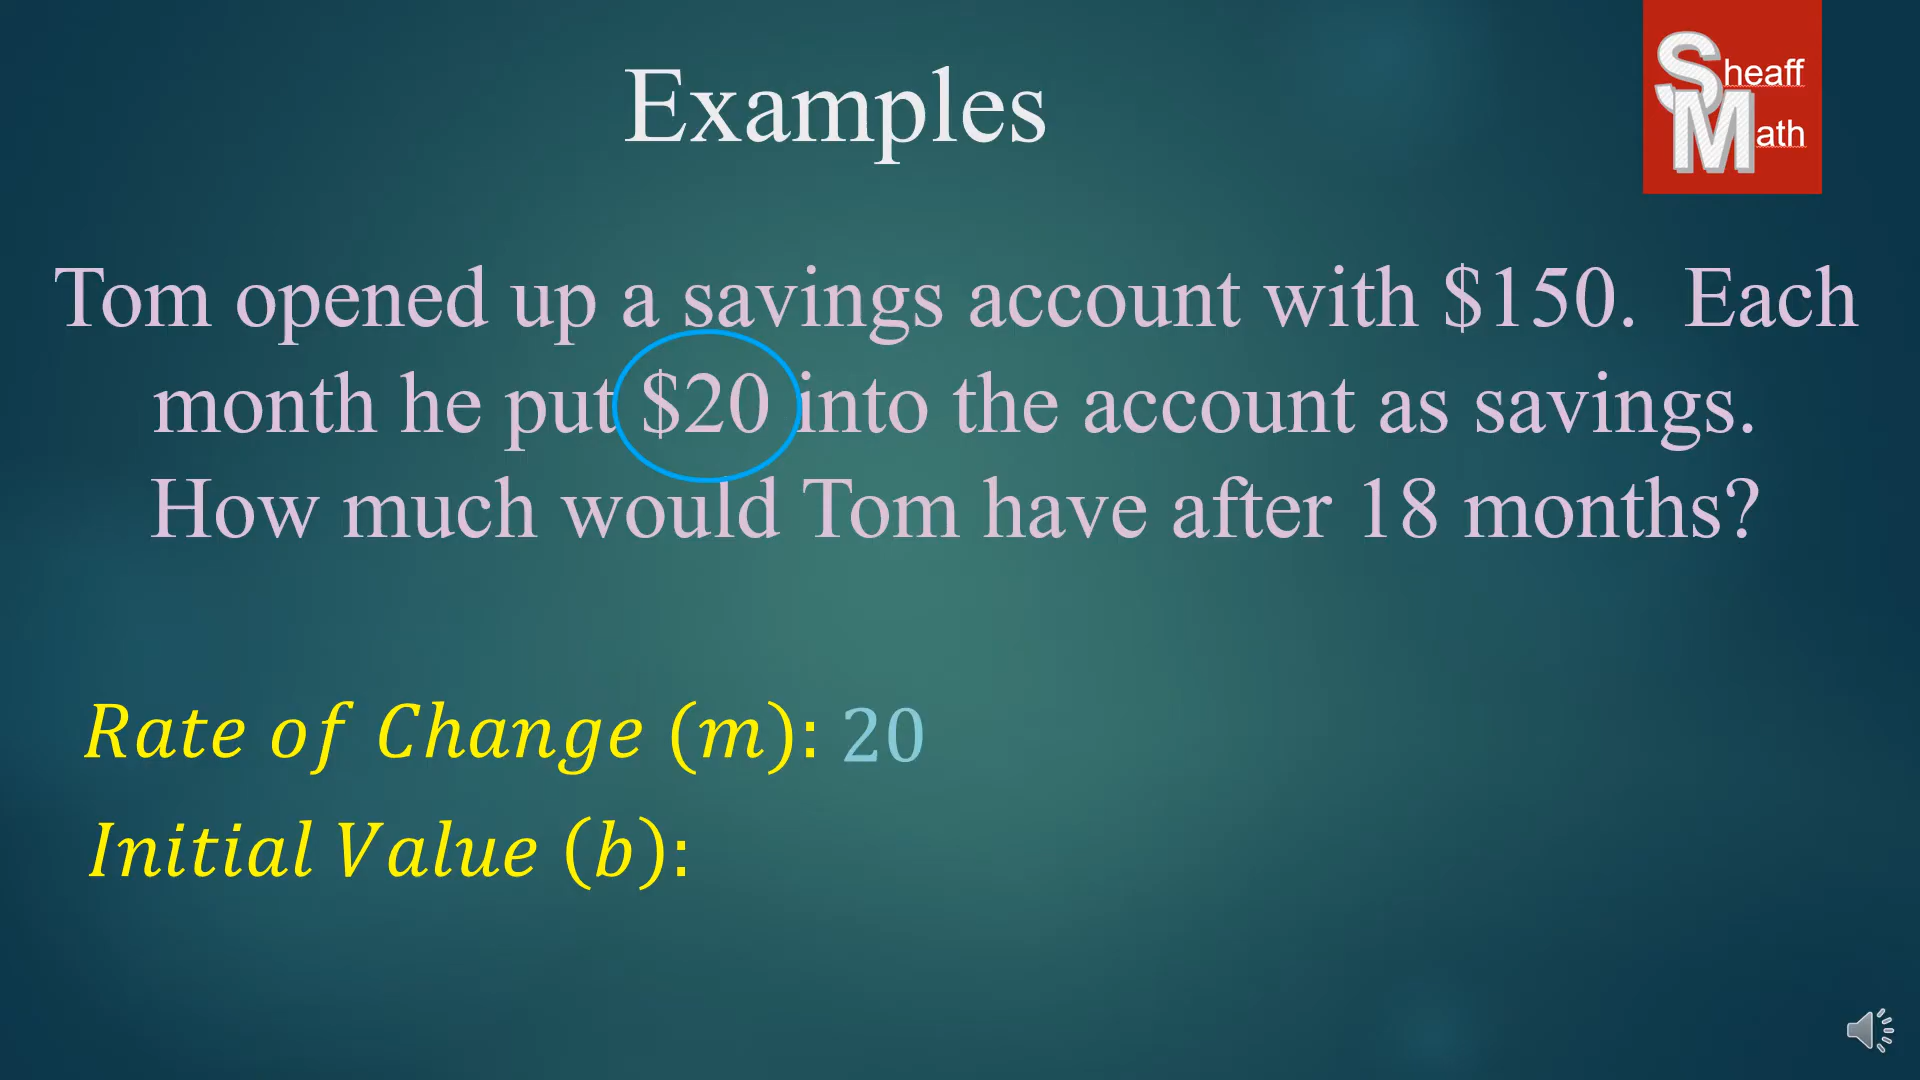 Examples
Sheaff
Math
Tom opened up a savings account with $150.  Each
month he put $20 into the account as savings.
How much would Tom have after 18 months?
Rate of Change (m): 20
Initial Value (b):